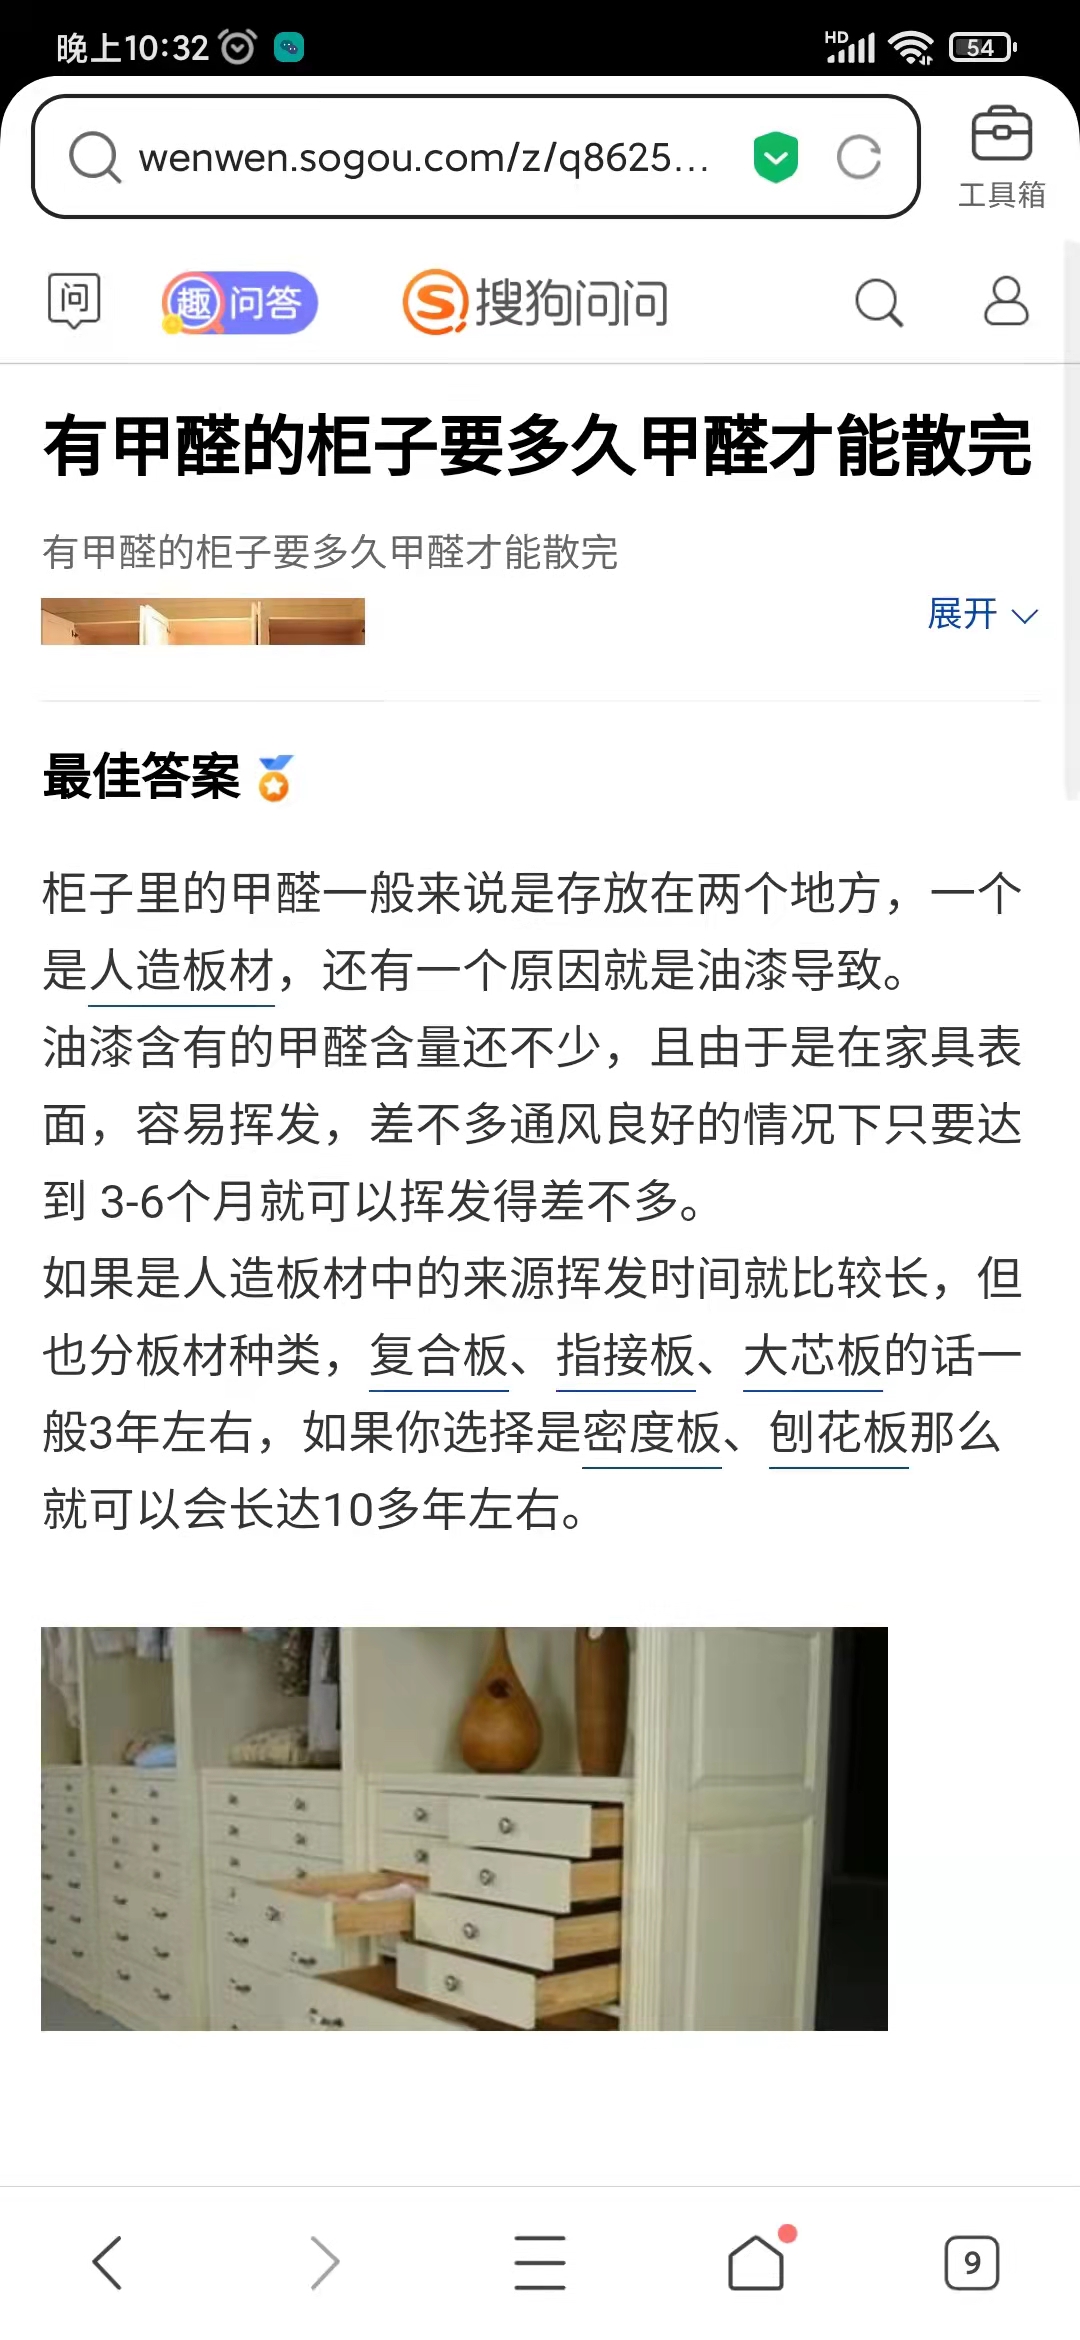 晚上10:32
HD
54
wenwen.sogou.com/z/q8625...
工具箱
问
趣问答
搜狗问问
有甲醛的柜子要多久甲醛才能散完
有甲醛的柜子要多久甲醛才能散完
展开
最佳答案
柜子里的甲醛一般来说是存放在两个地方，一个
是人造板材，还有一个原因就是油漆导致。
油漆含有的甲醛含量还不少，且由于是在家具表
面，容易挥发，差不多通风良好的情况下只要达
到 3-6个月就可以挥发得差不多。
如果是人造板材中的来源挥发时间就比较长，但
也分板材种类，复合板、指接板、大芯板的话一
般3年左右，如果你选择是密度板、刨花板那么
就可以会长达10多年左右。
9